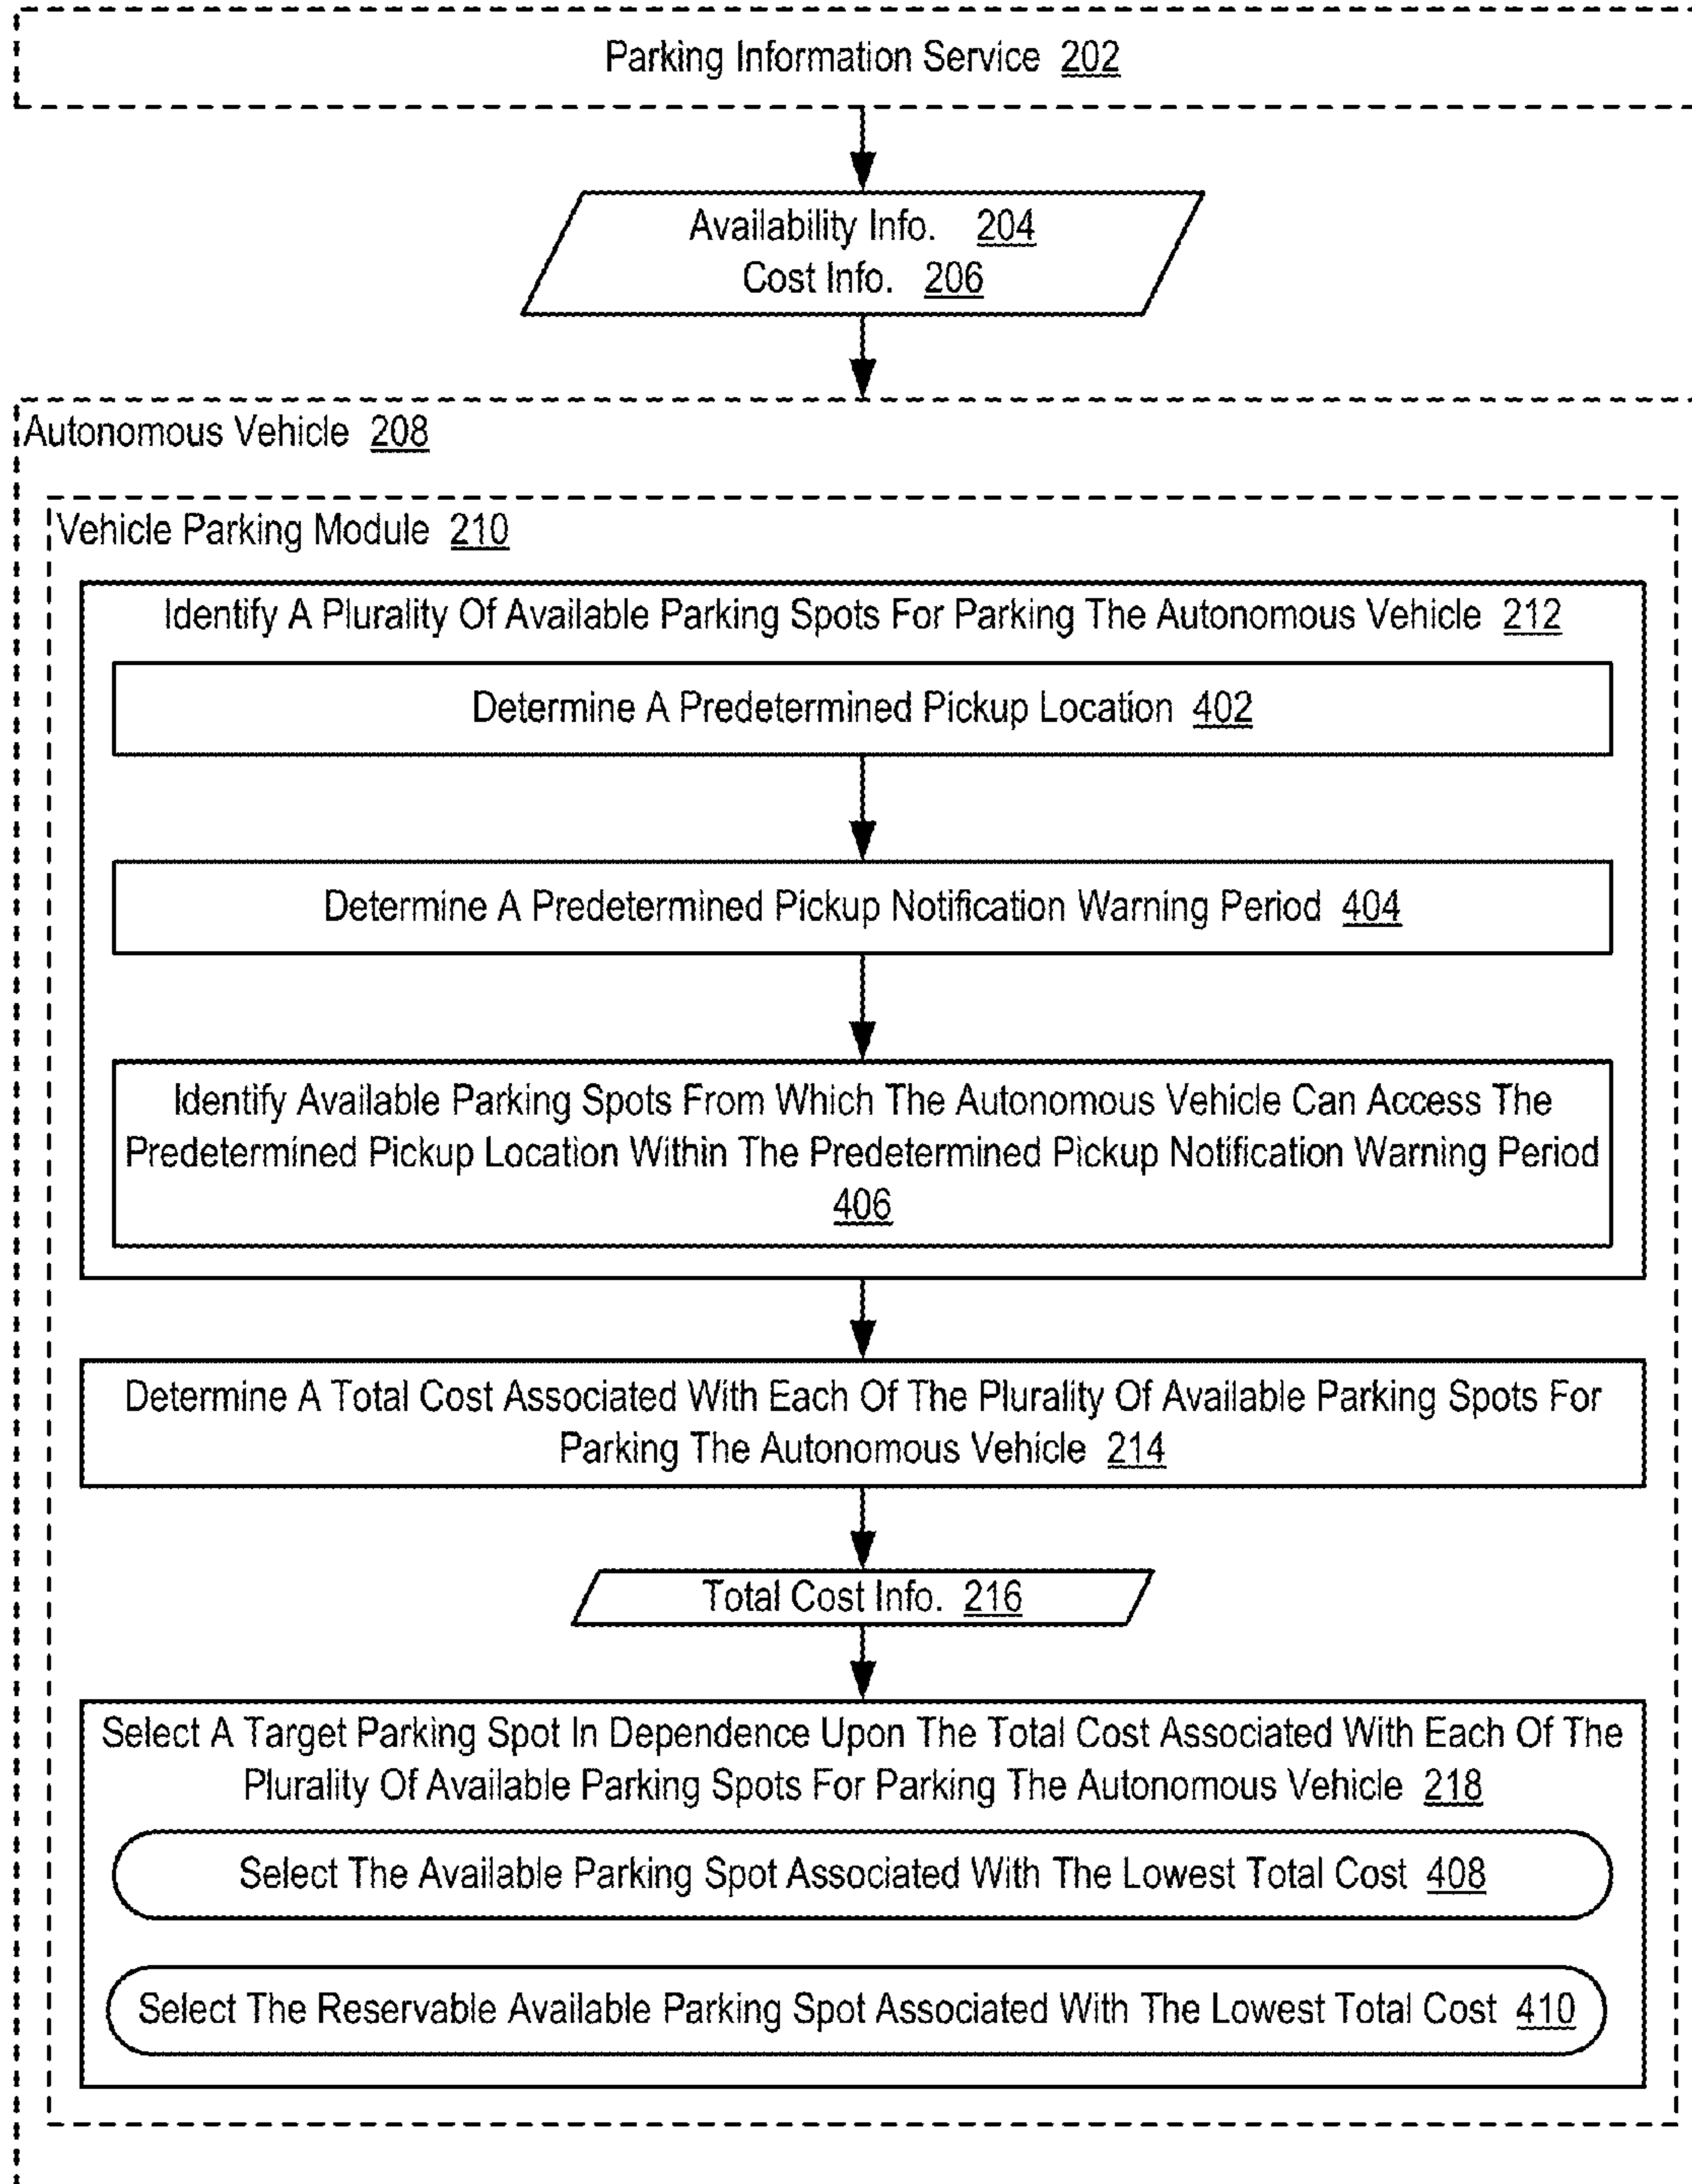 Parking Information Service 202
Availability Info. 204
Cost Info. 206
Autonomous Vehicle 208
Vehicle Parking Module 210
Identify A Plurality Of Available Parking Spots For Parking The Autonomous Vehicle 212
Determine A Predetermined Pickup Location 402
Determine A Predetermined Pickup Notification Warning Period 404
Identify Available Parking Spots From Which The Autonomous Vehicle Can Access The
Predetermined Pickup Location Within The Predetermined Pickup Notification Warning Period
406
Determine A Total Cost Associated With Each Of The Plurality Of Available Parking Spots For
Parking The Autonomous Vehicle 214
Total Cost Info. 216
Select A Target Parking Spot In Dependence Upon The Total Cost Associated With Each Of The
Plurality Of Available Parking Spots For Parking The Autonomous Vehicle 218
Select The Available Parking Spot Associated With The Lowest Total Cost 408
Select The Reservable Available Parking Spot Associated With The Lowest Total Cost 410